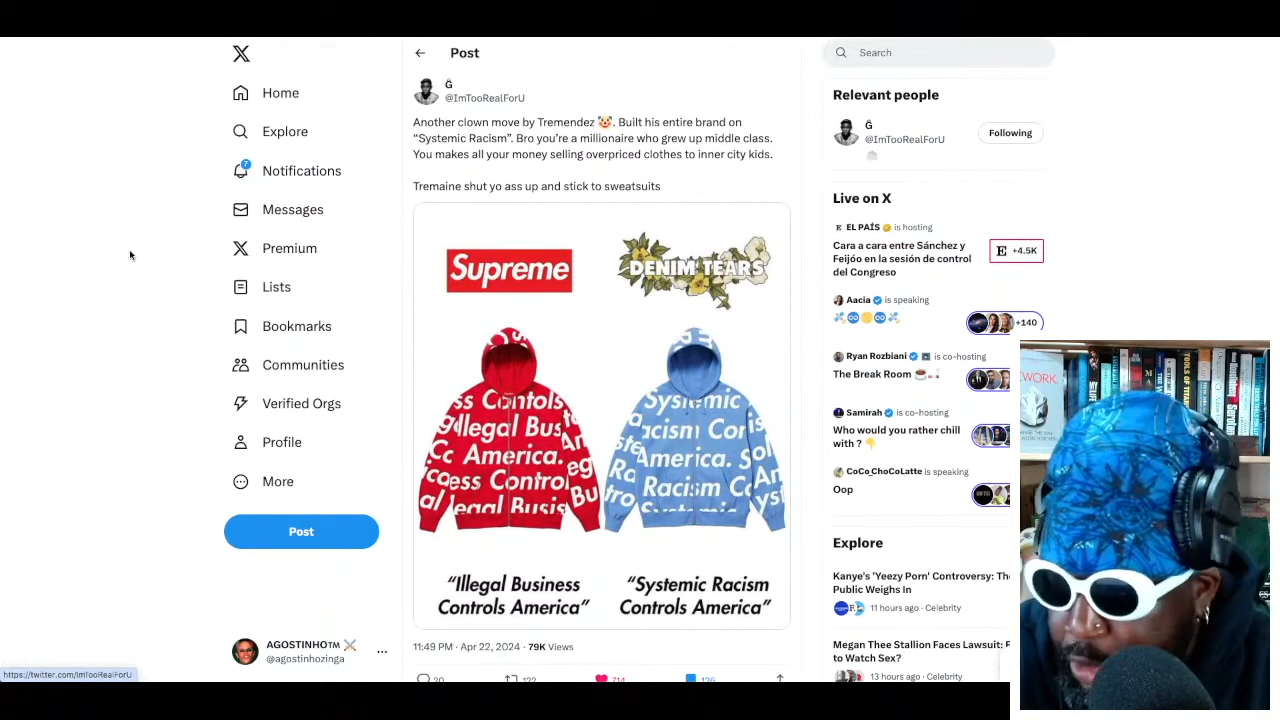 Home
Explore
7
Notifications
Messages
Premium
Lists
Bookmarks
Communities
Verified Orgs
Profile
More
Post
AGOSTINHO™
@agostinhozinga
https://twitter.com/ImTooRealForU
Post
Ğ
@ImTooRealForU
Another clown move by Tremendez 🤡. Built his entire brand on
“Systemic Racism”. Bro you’re a millionaire who grew up middle class.
You makes all your money selling overpriced clothes to inner city kids.
Tremaine shut yo ass up and stick to sweatsuits
Supreme
DENIM TEARS
America.
America.
Racism
“Illegal Business
Controls America”
“Systemic Racism
Controls America”
11:49 PM · Apr 22, 2024 · 79K Views
Search
Relevant people
Ğ
@ImTooRealForU
Following
Live on X
EL PAÍS is hosting
Cara a cara entre Sánchez y
Feijóo en la sesión de control
del Congreso
E +4.5K
Aacia is speaking
+140
Ryan Rozbiani is co-hosting
The Break Room
Samirah is co-hosting
Who would you rather chill
with ?
CoCo_ChoCoLatte is speaking
Oop
Explore
Kanye's 'Yeezy Porn' Controversy:
Public Weighs In
11 hours ago · Celebrity
Megan Thee Stallion Faces Lawsuit:
to Watch Sex?
13 hours ago · Celebrity